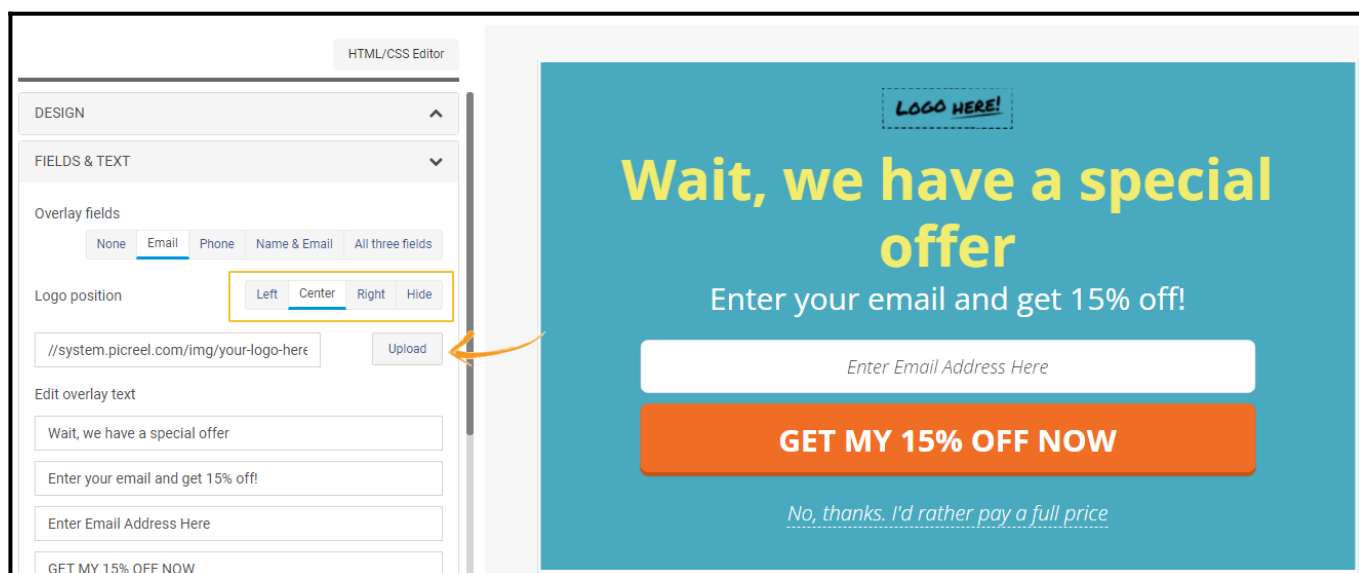 HTML/CSS Editor
DESIGN
FIELDS & TEXT
Overlay fields
None Email Phone Name & Email All three fields
Logo position
Left Center Right Hide
//system.picreel.com/img/your-logo-here
Upload
Edit overlay text
Wait, we have a special offer
Enter your email and get 15% off!
Enter Email Address Here
GET MY 15% OFF NOW
LOGO HERE!
Wait, we have a special
offer
Enter your email and get 15% off!
Enter Email Address Here
GET MY 15% OFF NOW
No, thanks. I'd rather pay a full price